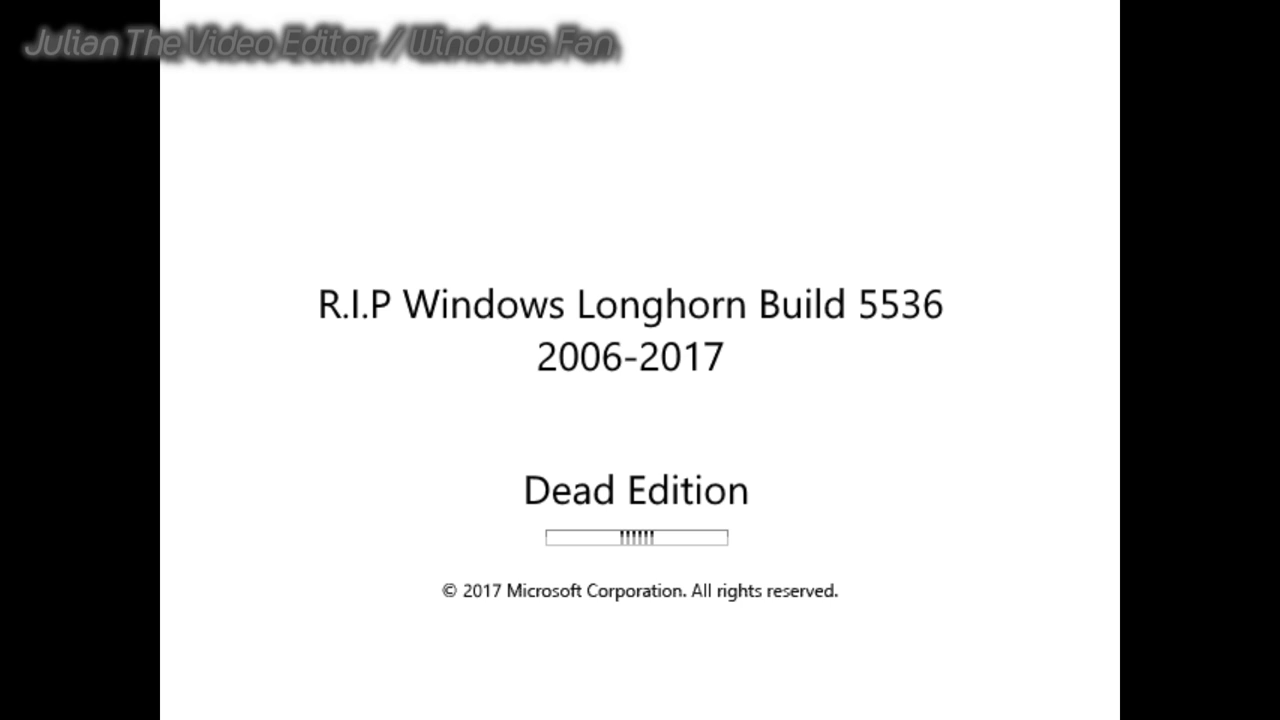 Julian The Video Editor / Windows Fan
R.I.P Windows Longhorn Build 5536
2006-2017
Dead Edition
© 2017 Microsoft Corporation. All rights reserved.